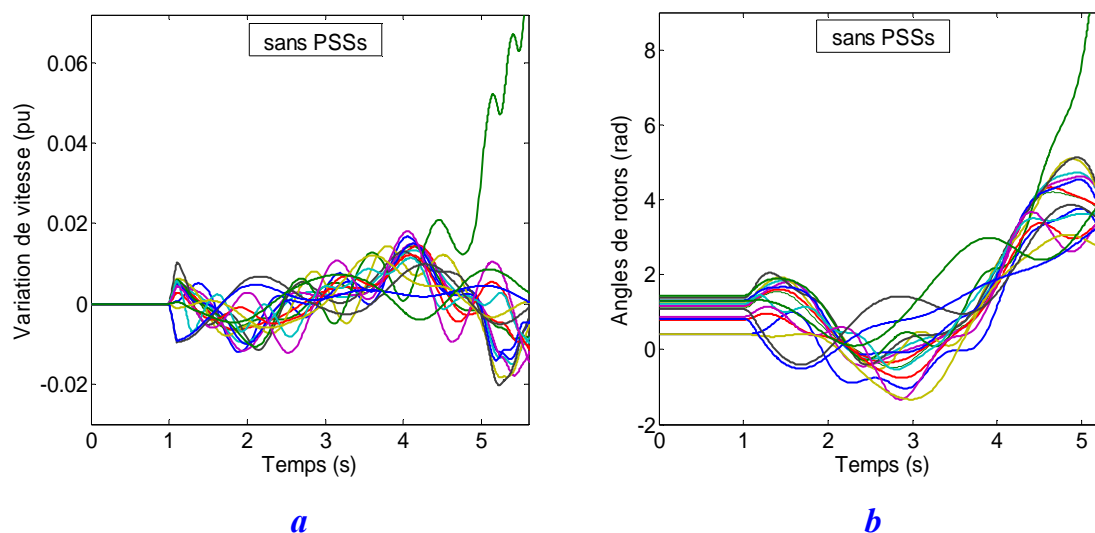 sans PSSs
0.06
0.04
0.02
0
-0.02
0
1
2
3
4
5
Variation de vitesse (pu)
Temps (s)
a
sans PSSs
8
6
4
2
0
-2
0
1
2
3
4
5
Angles de rotors (rad)
Temps (s)
b